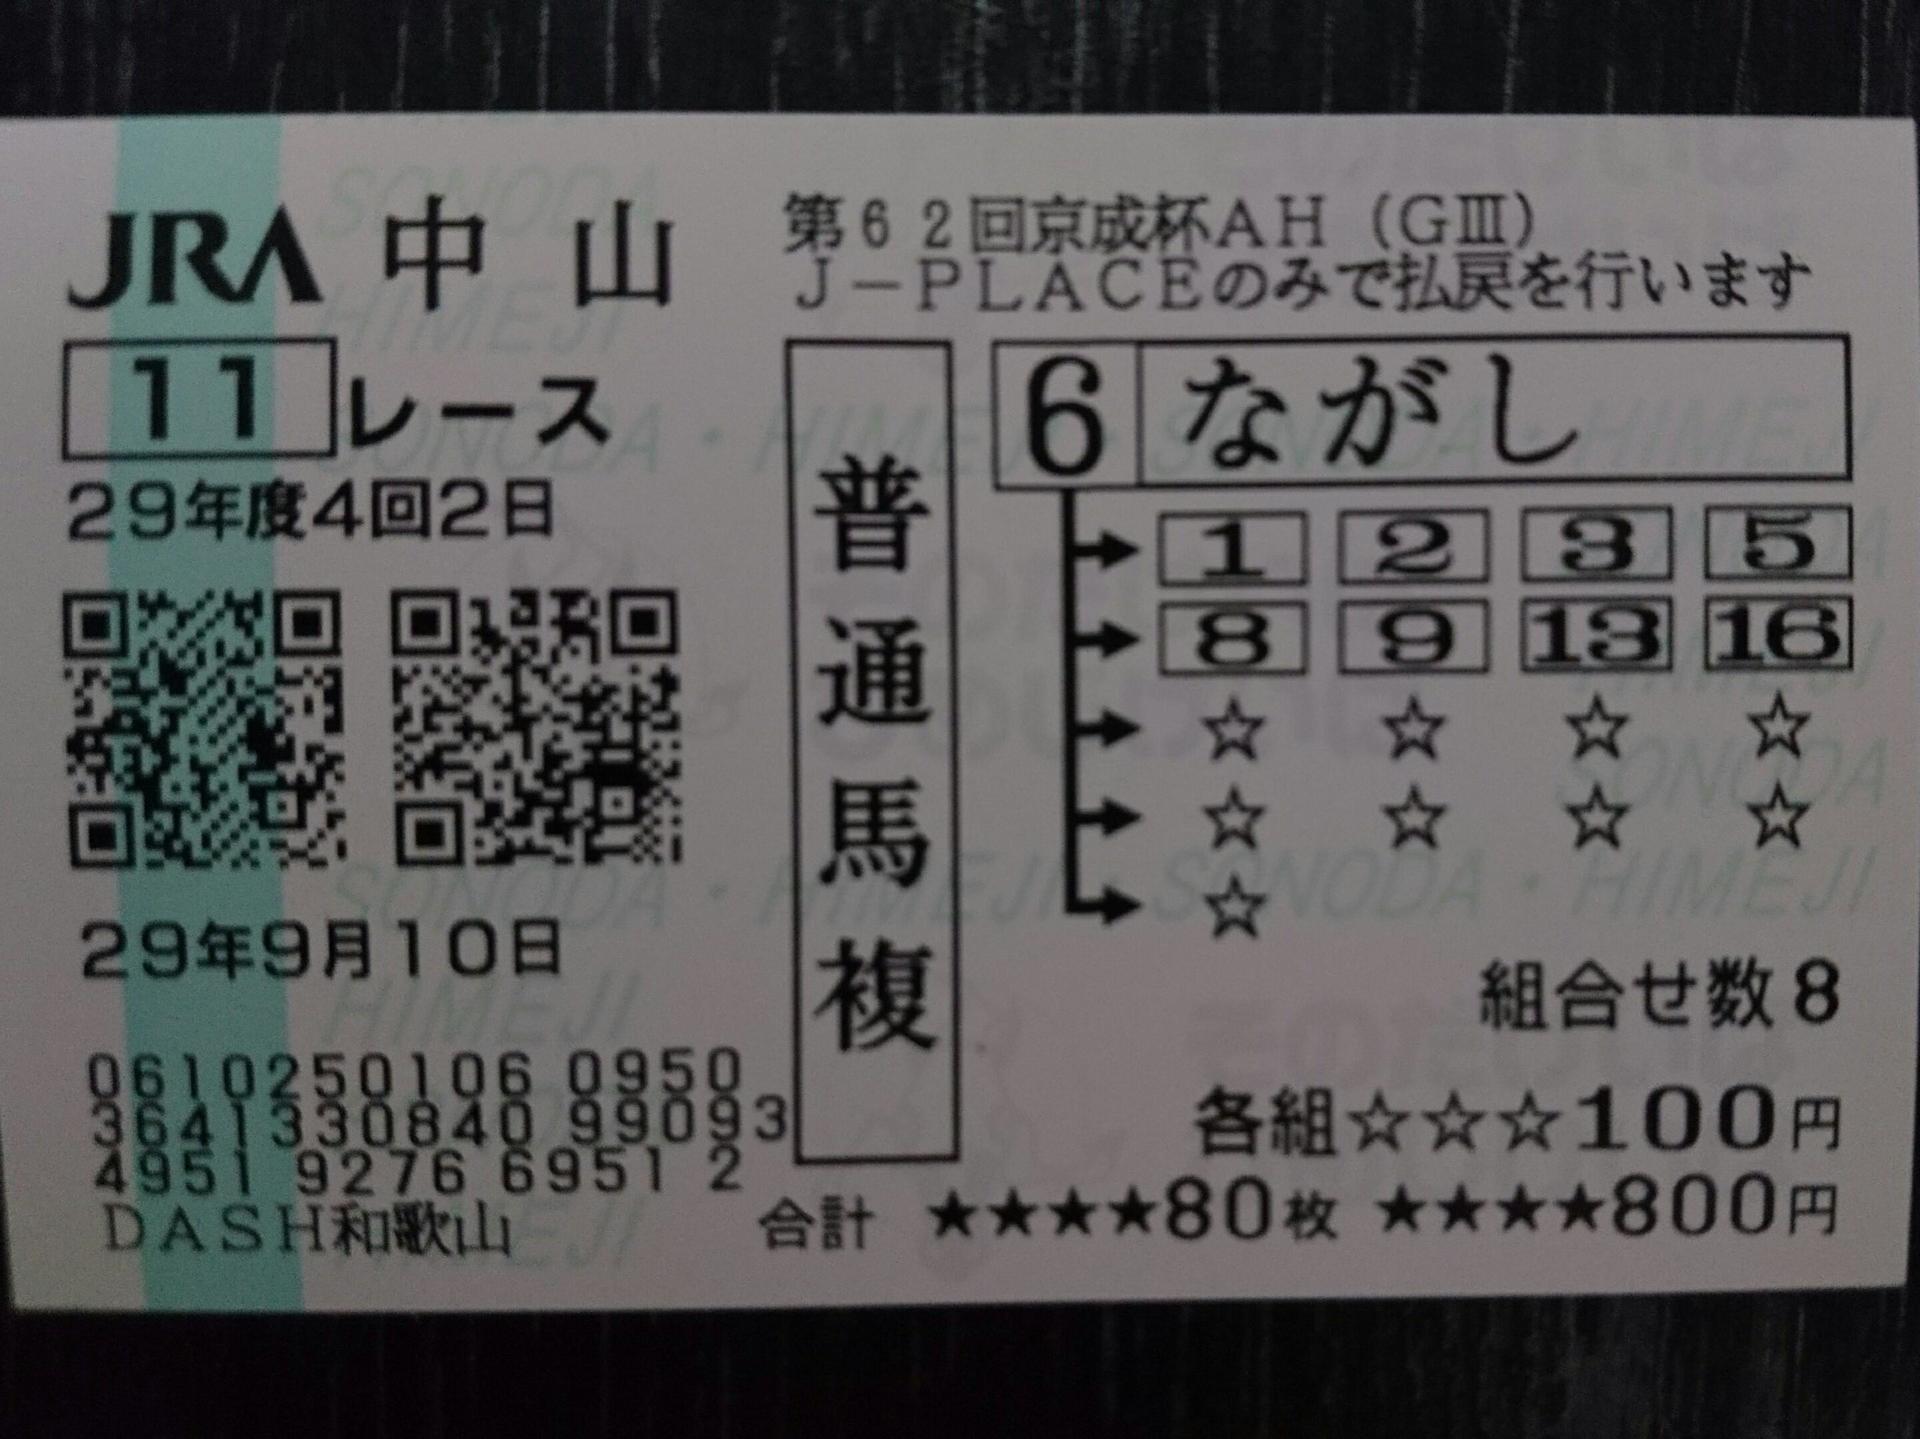 JRA 中山
第62回京成杯AH(GⅢ)
J-PLACEのみで払戻を行います
11レース
29年度4回2日
29年9月10日
0610250106 0950
3641330840 99093
4951 9276 6951 2
DASH和歌山
普通馬複
6 ながし
1 2 3 5
8 9 13 16
☆ ☆ ☆ ☆
☆ ☆ ☆ ☆
☆
組合せ数8
各組☆☆☆100円
合計 ★★★★80枚 ★★★★800円